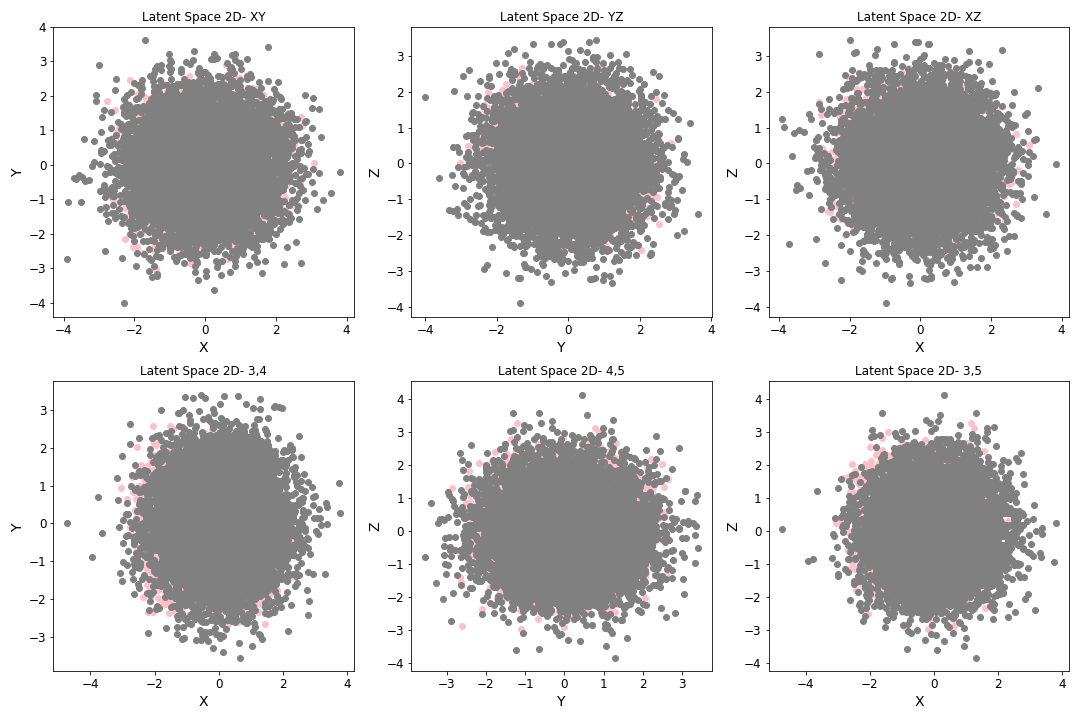 Latent Space 2D- XY
4
3
2
1
0
−1
−2
−3
−4
Y
−4 −2 0 2 4
X
Latent Space 2D- YZ
3
2
1
0
−1
−2
−3
−4
Z
−4 −2 0 2 4
Y
Latent Space 2D- XZ
3
2
1
0
−1
−2
−3
−4
Z
−4 −2 0 2 4
X
Latent Space 2D- 3,4
3
2
1
0
−1
−2
−3
Y
−4 −2 0 2 4
X
Latent Space 2D- 4,5
4
3
2
1
0
−1
−2
−3
−4
Z
−3 −2 −1 0 1 2 3
Y
Latent Space 2D- 3,5
4
3
2
1
0
−1
−2
−3
−4
Z
−4 −2 0 2 4
X